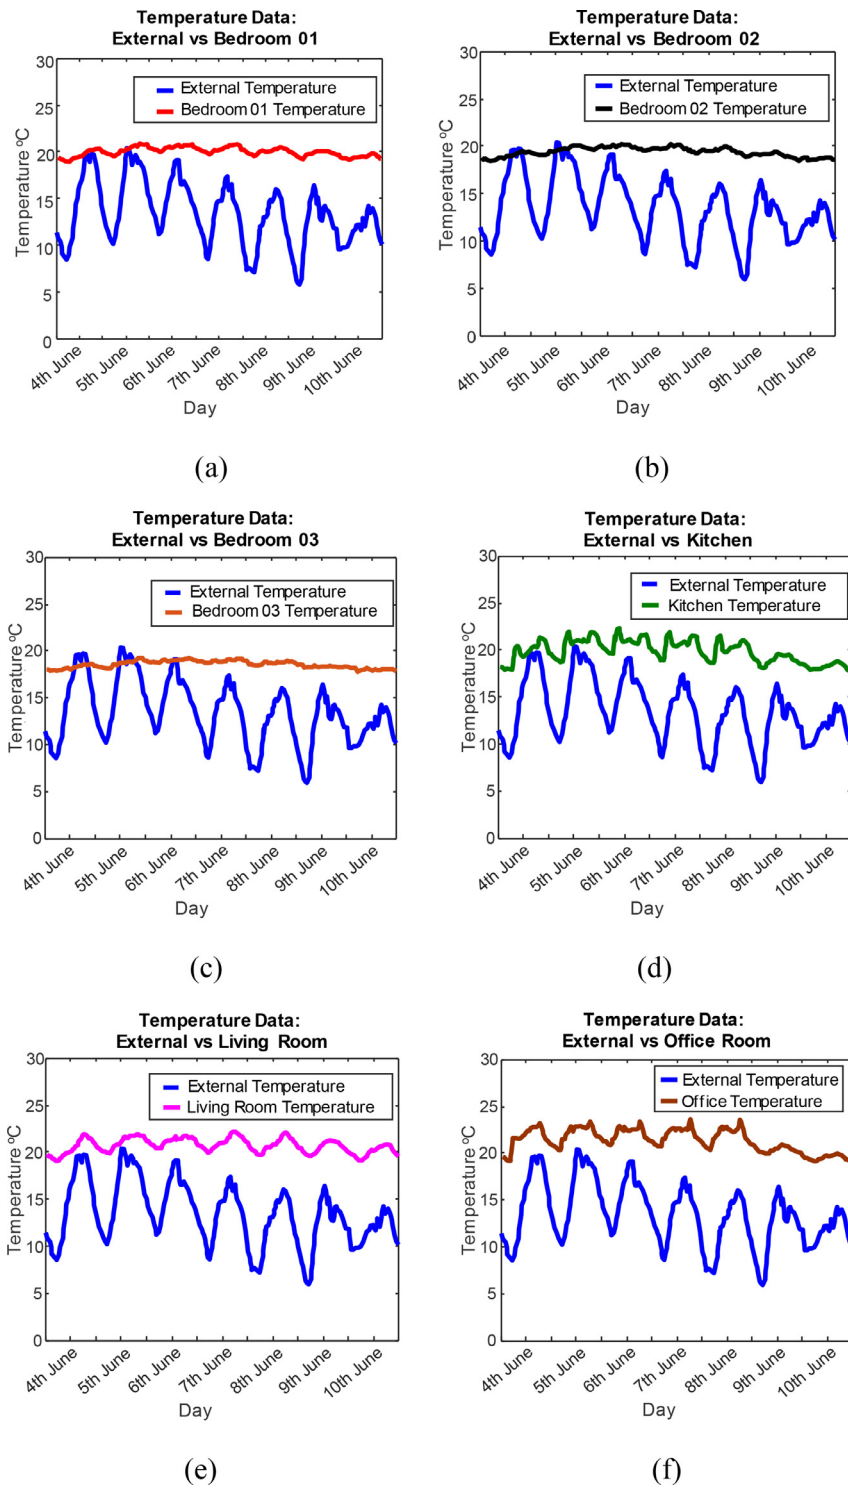 Temperature Data:
External vs Bedroom 01
30
25
20
15
10
5
0
Temperature ºC
External Temperature
Bedroom 01 Temperature
4th June
5th June
6th June
7th June
8th June
9th June
10th June
Day
(a)
Temperature Data:
External vs Bedroom 02
30
25
20
15
10
5
0
Temperature ºC
External Temperature
Bedroom 02 Temperature
4th June
5th June
6th June
7th June
8th June
9th June
10th June
Day
(b)
Temperature Data:
External vs Bedroom 03
30
25
20
15
10
5
0
Temperature ºC
External Temperature
Bedroom 03 Temperature
4th June
5th June
6th June
7th June
8th June
9th June
10th June
Day
(c)
Temperature Data:
External vs Kitchen
30
25
20
15
10
5
0
Temperature ºC
External Temperature
Kitchen Temperature
4th June
5th June
6th June
7th June
8th June
9th June
10th June
Day
(d)
Temperature Data:
External vs Living Room
30
25
20
15
10
5
0
Temperature ºC
External Temperature
Living Room Temperature
4th June
5th June
6th June
7th June
8th June
9th June
10th June
Day
(e)
Temperature Data:
External vs Office Room
30
25
20
15
10
5
0
Temperature ºC
External Temperature
Office Temperature
4th June
5th June
6th June
7th June
8th June
9th June
10th June
Day
(f)